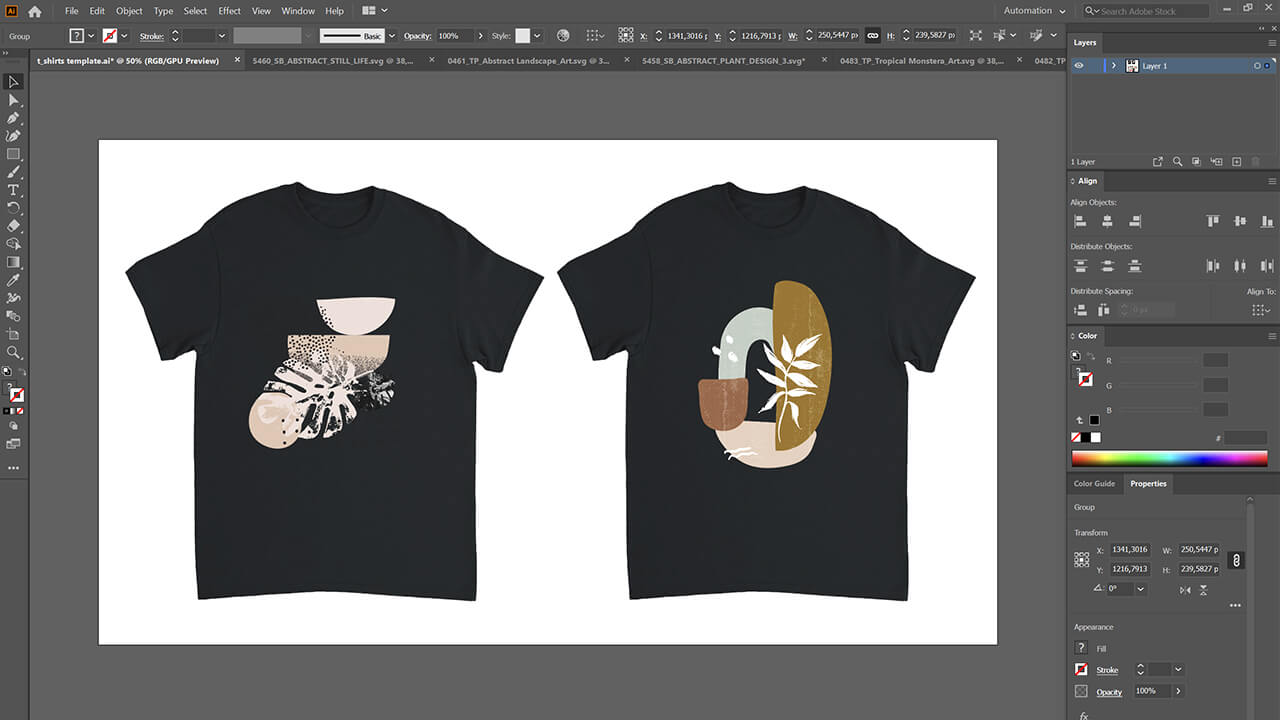 Ai File Edit Object Type Select Effect View Window Help Automation Search Adobe Stock
Group ? Stroke: Basic Opacity: 100% Style: X: 1341,3016 Y: 1216,7913 W: 250,5447 p H: 239,5827 p
t_shirts template.ai* @ 50% (RGB/GPU Preview) × 5460_SB_ABSTRACT_STILL_LIFE.svg @ 38,... × 0461_TP_Abstract Landscape_Art.svg @ 3... × 5458_SB_ABSTRACT_PLANT_DESIGN_3.svg* × 0483_TP_Tropical Monstera_Art.svg @ 38,... × 0482_TP
Layers
Layer 1
1 Layer
Align
Align Objects:
Distribute Objects:
Distribute Spacing: Align To:
0 px
Color
R
G
B
#
Color Guide Properties
Group
Transform
X: 1341,3016 W: 250,5447 p
Y: 1216,7913 H: 239,5827 p
0°
Appearance
? Fill
Stroke
Opacity 100%
fx